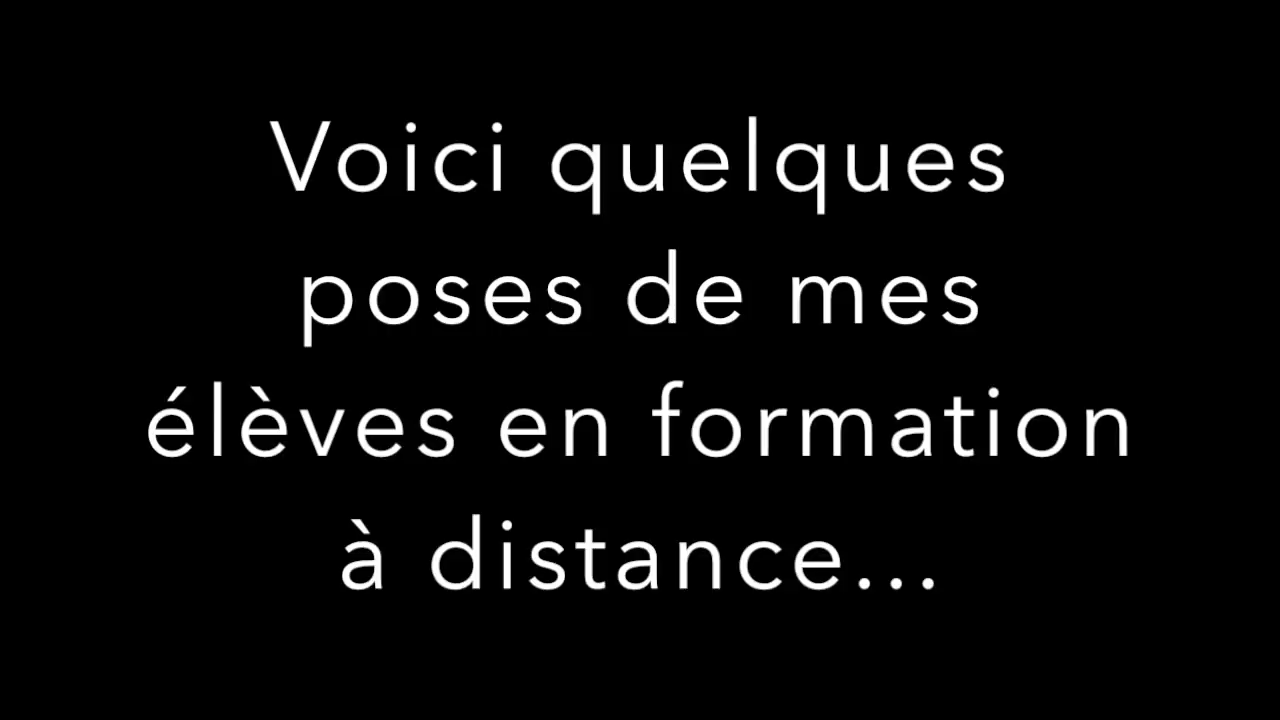 Voici quelques
poses de mes
élèves en formation
à distance...